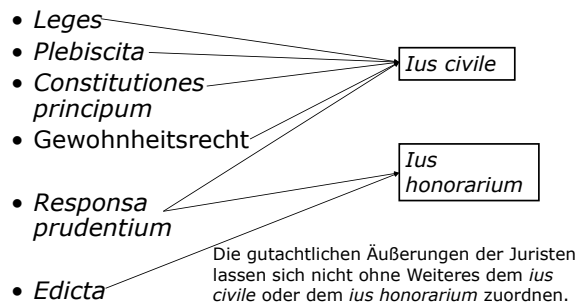 • Leges
• Plebiscita
• Constitutiones
principum
• Gewohnheitsrecht
• Responsa
prudentium
• Edicta
Ius civile
Ius
honorarium
Die gutachtlichen Äußerungen der Juristen
lassen sich nicht ohne Weiteres dem ius
civile oder dem ius honorarium zuordnen.